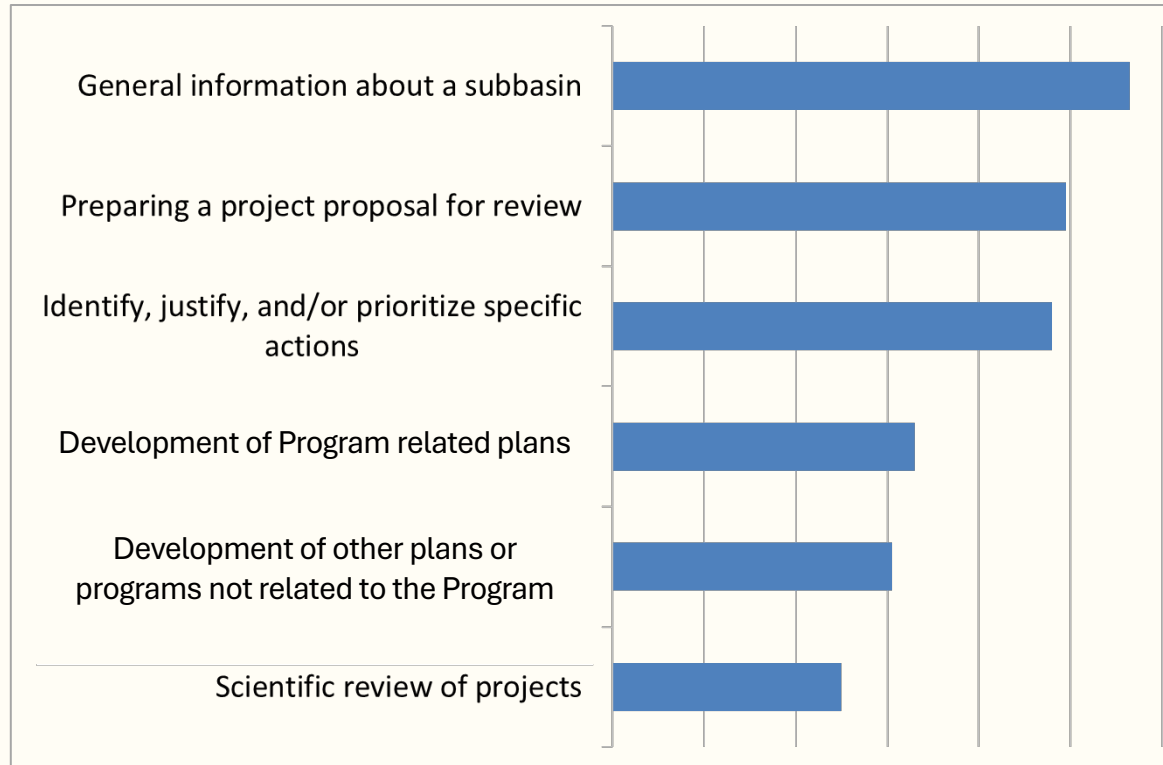 General information about a subbasin
Preparing a project proposal for review
Identify, justify, and/or prioritize specific
actions
Development of Program related plans
Development of other plans or
programs not related to the Program
Scientific review of projects